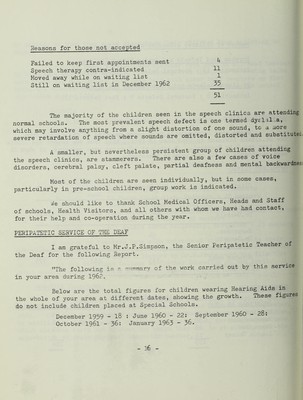 Reasons for those not accepted
Failed to keep first appointments sent 4
Speech therapy contra-indicated 11
Moved away while on waiting list 1
Still on waiting list in December 1962 35
51
The majority of the children seen in the speech clinics are attending
normal schools. The most prevalent speech defect is one termed
which may involve anything from a slight distortion of one sound, to a more
severe retardation of speech where sounds are omitted, distorted and substituted
A smaller, but nevertheless persistent group of children attending
the speech clinics, are stammerers. There are also a few cases of voice
disorders, cerebral palsy, cleft palate, partial deafness and mental backwardness
Most of the children are seen individually, but in some cases,
particularly in pre-school children, group work is indicated.
We should like to thank School Medical Officers, Heads and Staff
of schools, Health Visitors, and all others with whom we have had contact,
for their help and co-operation during the year.
PERIPATETIC SERVICE OF THE DEAF
I am grateful to Mr.J.P.Simpson, the Senior Peripatetic Teacher of
the Deaf for the following Report.
"The following is a summary of the work carried out by this service
in your area during 1962.
Below are the total figures for children wearing Hearing Aids in
the whole of your area at different dates, showing the growth. These figures
do not include children placed at Special Schools.
December 1959 - 18 : June 1960 - 22: September 1960 - 28:
October 1961 - 36: January 1963 - 36.
- 36 -